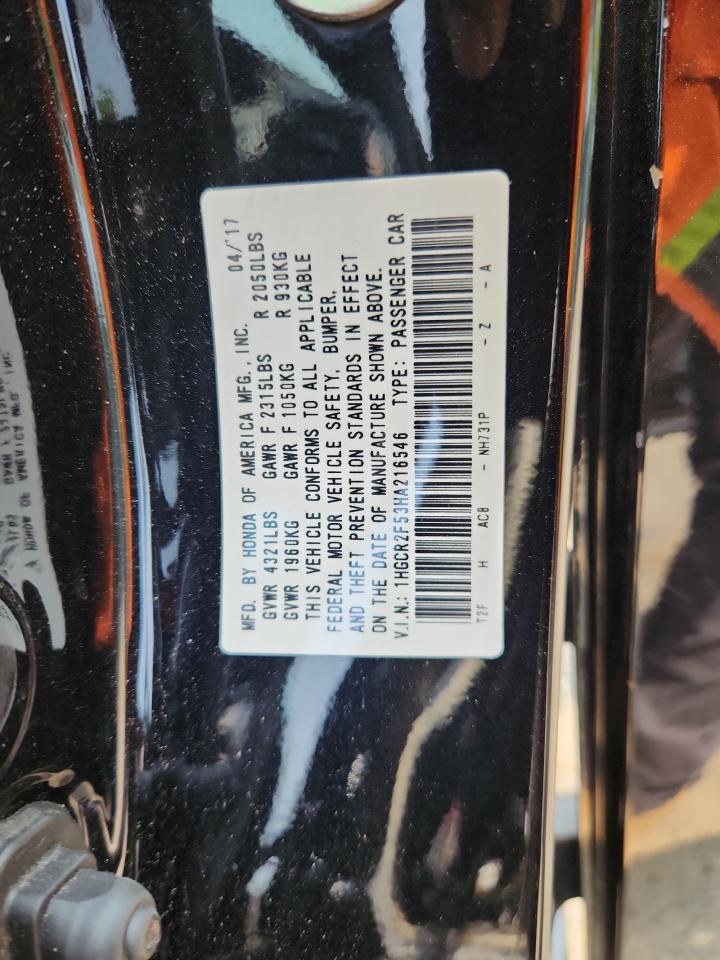 MFD. BY HONDA OF AMERICA MFG., INC. 04/'17
GVWR 4321LBS GAWR F 2315LBS R 2050LBS
GVWR 1960KG GAWR F 1050KG R 930KG
THIS VEHICLE CONFORMS TO ALL APPLICABLE
FEDERAL MOTOR VEHICLE SAFETY, BUMPER,
AND THEFT PREVENTION STANDARDS IN EFFECT
ON THE DATE OF MANUFACTURE SHOWN ABOVE.
V.I.N.: 1HGCR2F53HA216546 TYPE: PASSENGER CAR
T2F H AC8 - NH731P - Z - A